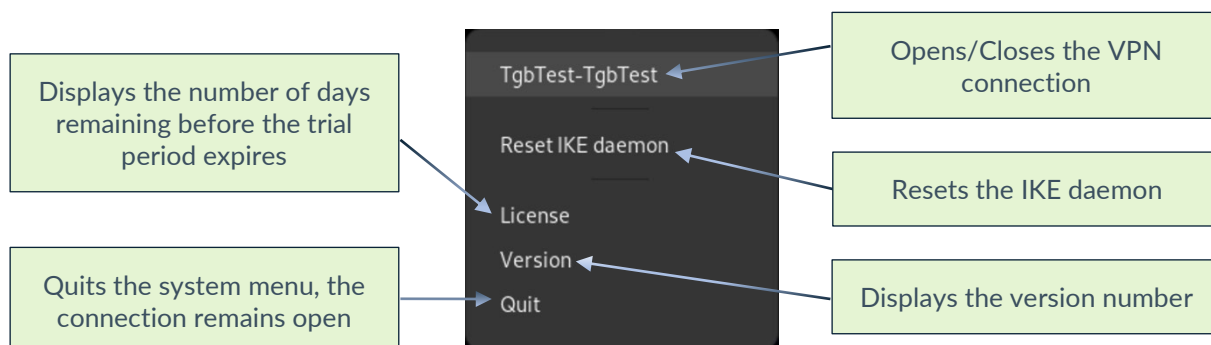 Displays the number of days
remaining before the trial
period expires
Quits the system menu, the
connection remains open
TgbTest-TgbTest
Reset IKE daemon
License
Version
Quit
Opens/Closes the VPN
connection
Resets the IKE daemon
Displays the version number